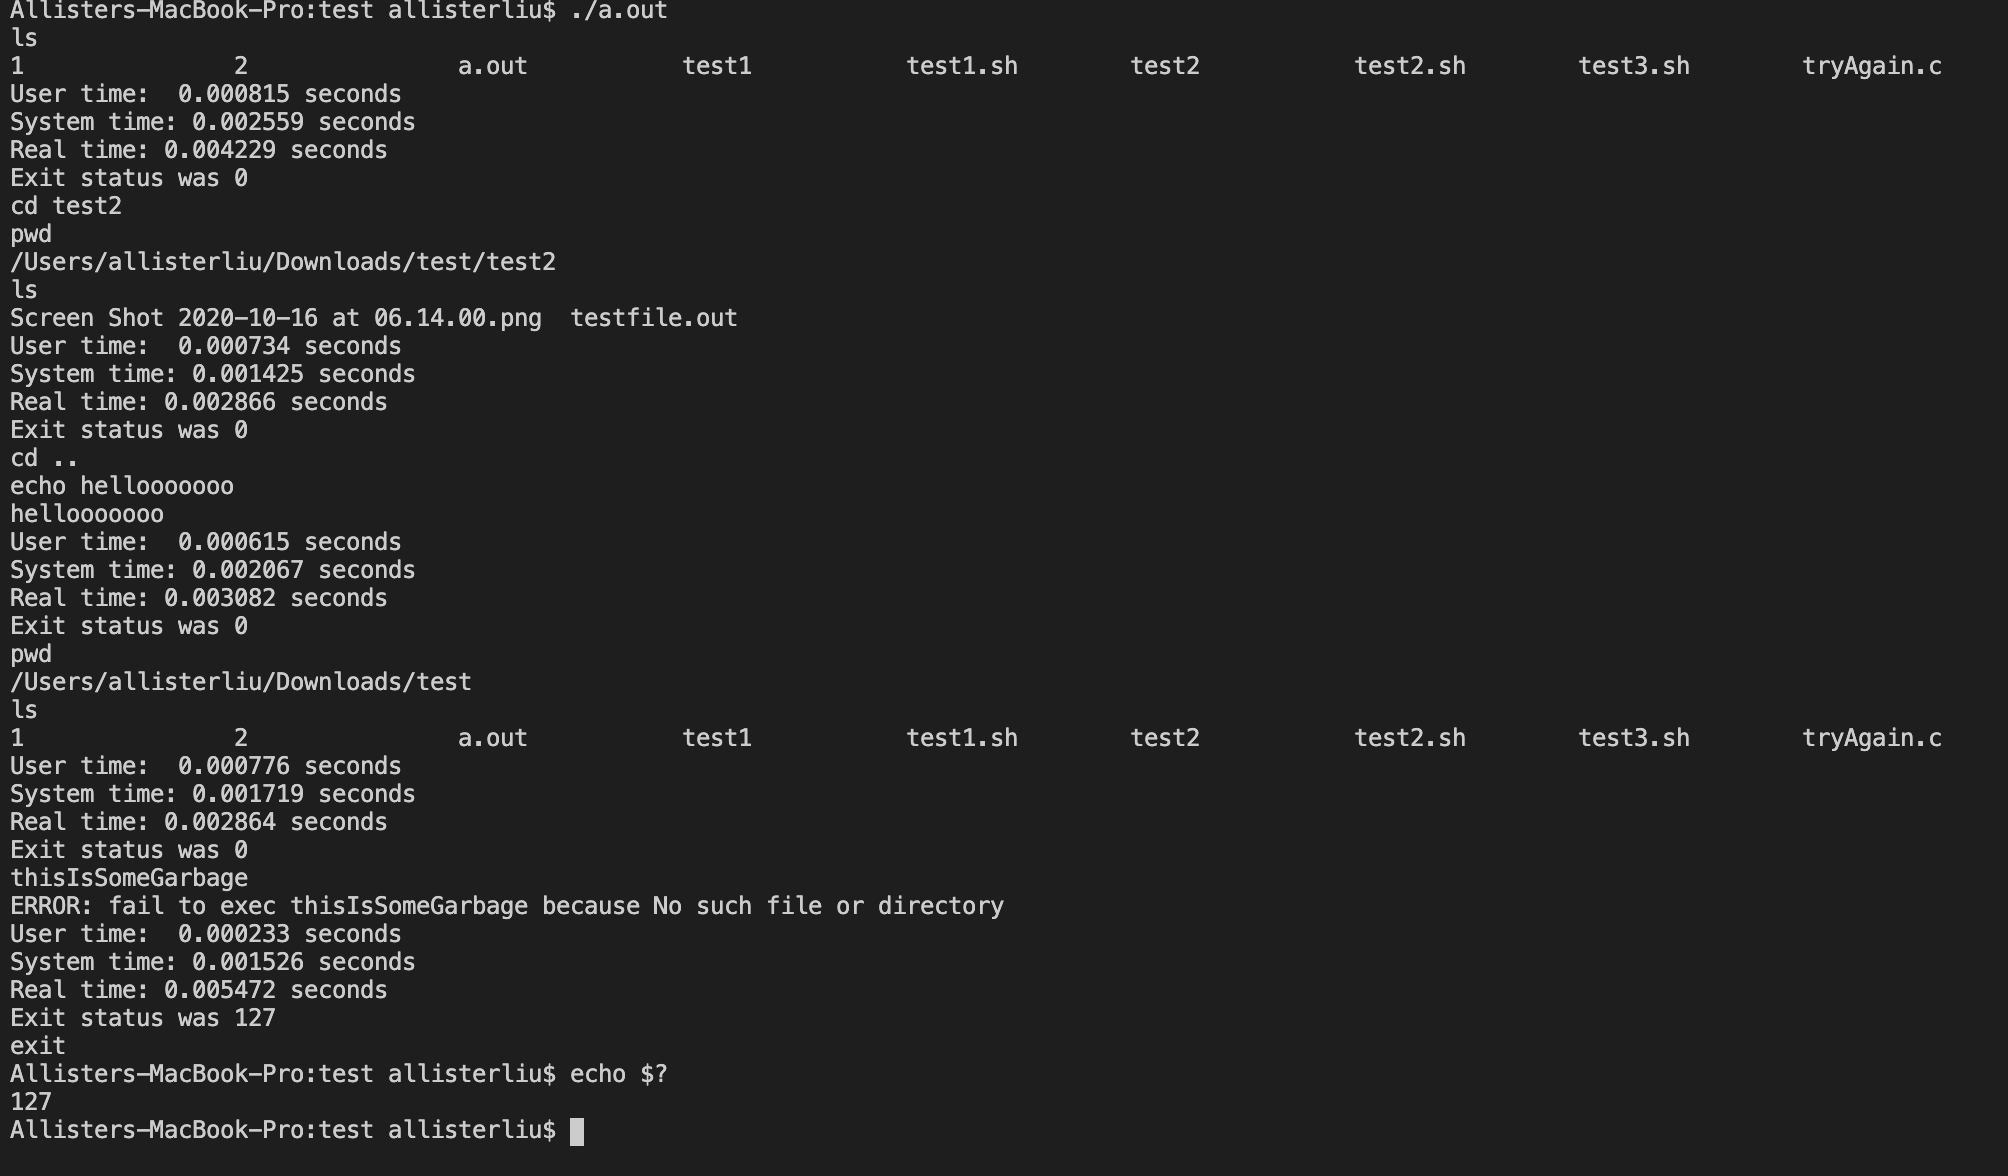 Allisters-MacBook-Pro:test allisterliu$ ./a.out
ls
1 2 a.out test1 test1.sh test2 test2.sh test3.sh tryAgain.c
User time:  0.000815 seconds
System time: 0.002559 seconds
Real time: 0.004229 seconds
Exit status was 0
cd test2
pwd
/Users/allisterliu/Downloads/test/test2
ls
Screen Shot 2020-10-16 at 06.14.00.png  testfile.out
User time:  0.000734 seconds
System time: 0.001425 seconds
Real time: 0.002866 seconds
Exit status was 0
cd ..
echo hellooooooo
hellooooooo
User time:  0.000615 seconds
System time: 0.002067 seconds
Real time: 0.003082 seconds
Exit status was 0
pwd
/Users/allisterliu/Downloads/test
ls
1 2 a.out test1 test1.sh test2 test2.sh test3.sh tryAgain.c
User time:  0.000776 seconds
System time: 0.001719 seconds
Real time: 0.002864 seconds
Exit status was 0
thisIsSomeGarbage
ERROR: fail to exec thisIsSomeGarbage because No such file or directory
User time:  0.000233 seconds
System time: 0.001526 seconds
Real time: 0.005472 seconds
Exit status was 127
exit
Allisters-MacBook-Pro:test allisterliu$ echo $?
127
Allisters-MacBook-Pro:test allisterliu$